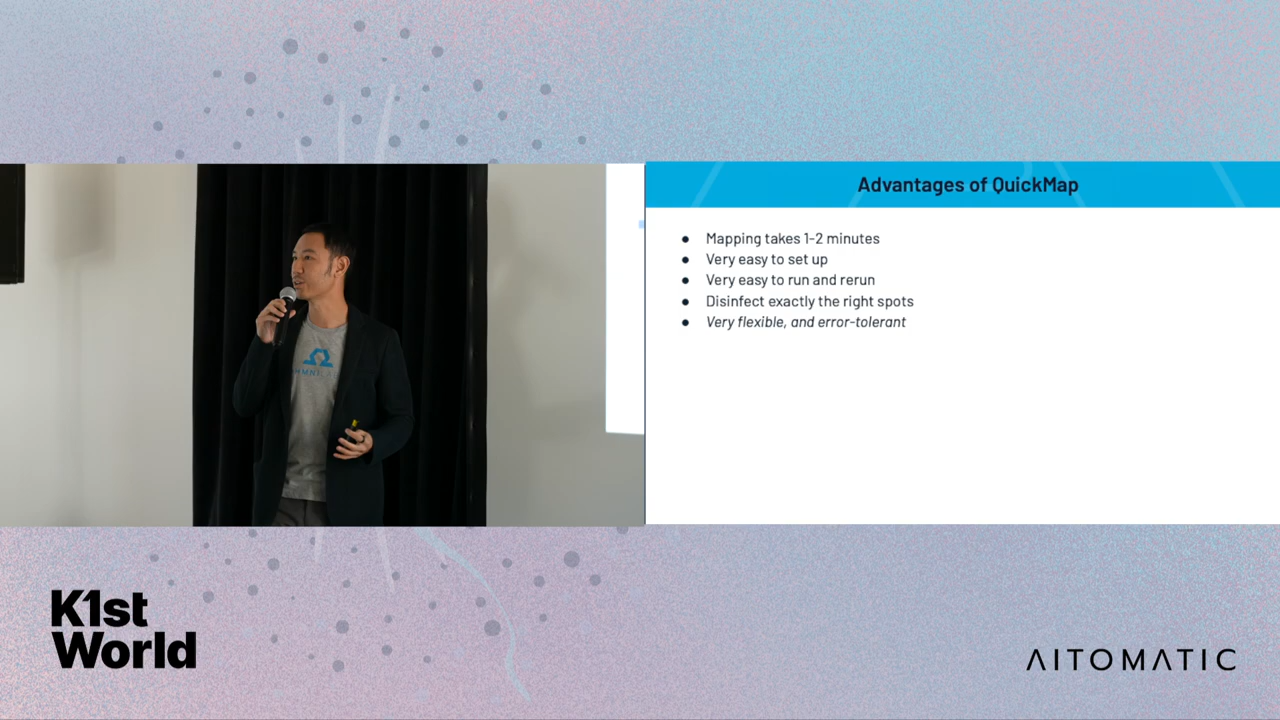 Advantages of QuickMap
● Mapping takes 1-2 minutes
● Very easy to set up
● Very easy to run and rerun
● Disinfect exactly the right spots
● Very flexible, and error-tolerant
K1st
World
AITOMATIC